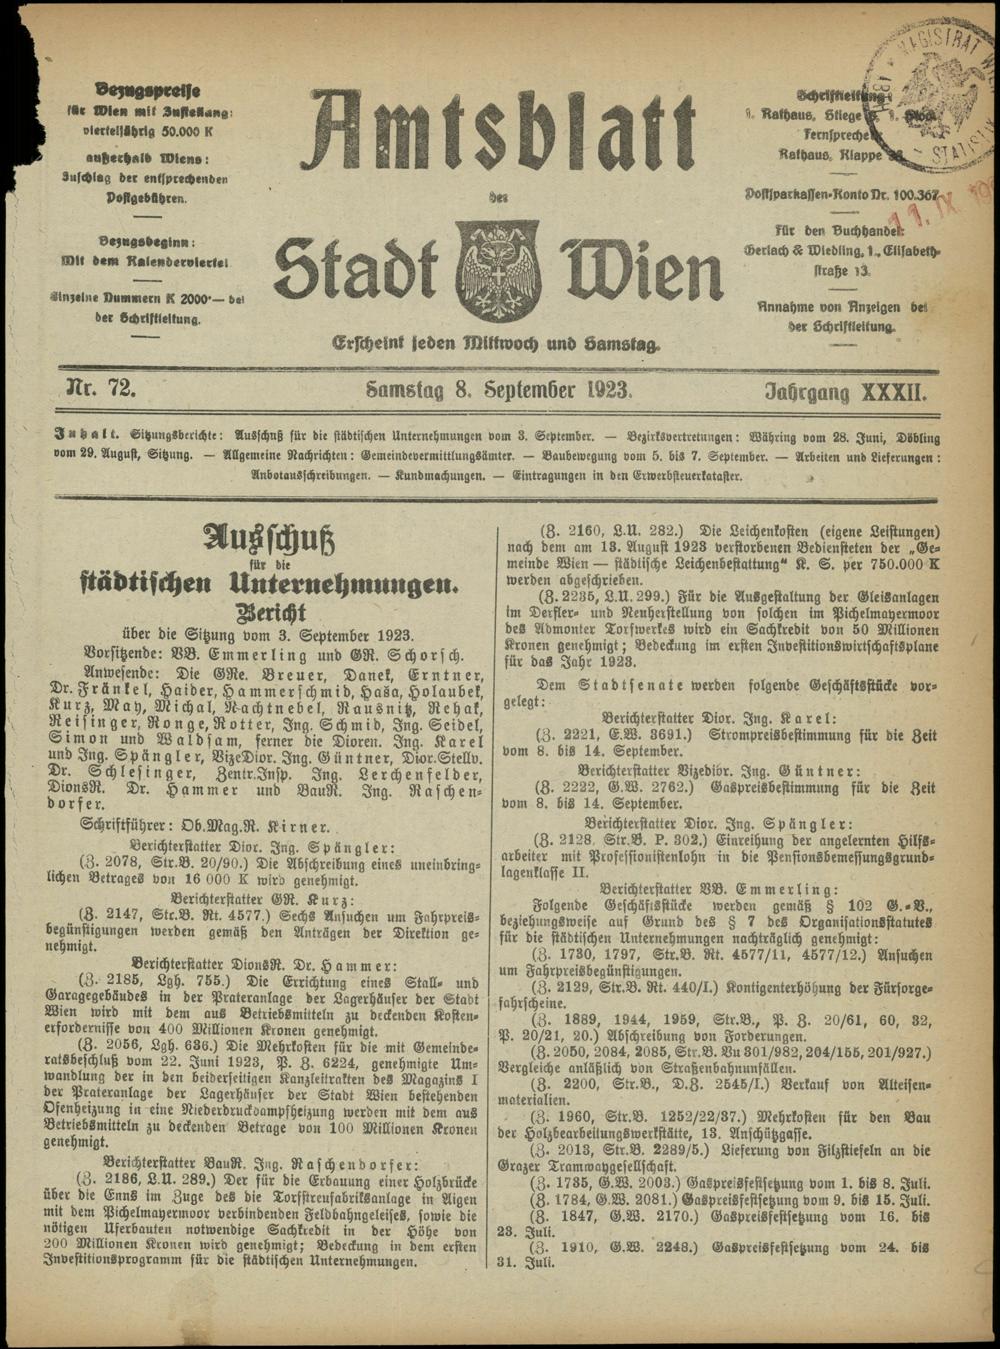 Bezugspreise
für Wien mit Zustellung:
vierteljährig 50.000 K
außerhalb Wiens:
Zuschlag der entsprechenden
Postgebühren.
Bezugsbeginn:
Mit dem Kalenderviertel
Einzelne Nummern K 2000·— bei
der Schriftleitung.
Amtsblatt
der
Stadt Wien
Erscheint jeden Mittwoch und Samstag.
Schriftleitung:
1. Rathaus, Stiege 1. Stock
Fernsprecher:
Rathaus, Klappe
Postsparkassen-Konto Nr. 100.367
Für den Buchhandel:
Gerlach & Wiedling, 1., Elisabeth-
straße 13.
Annahme von Anzeigen bei
der Schriftleitung.
MAGISTRAT WIEN
STATIST
11. IX. 19
Nr. 72.
Samstag 8. September 1923.
Jahrgang XXXII.
Inhalt. Sitzungsberichte: Ausschuß für die städtischen Unternehmungen vom 3. September. — Bezirksvertretungen: Währing vom 28. Juni, Döbling
vom 29. August, Sitzung. — Allgemeine Nachrichten: Gemeindevermittlungsämter. — Baubewegung vom 5. bis 7. September. — Arbeiten und Lieferungen:
Anbotausschreibungen. — Kundmachungen. — Eintragungen in den Erwerbsteuerkataster.
Ausschuß
für die
städtischen Unternehmungen.
Bericht
über die Sitzung vom 3. September 1923.
Vorsitzende: VB. Emmerling und GR. Schorsch.
Anwesende: Die GRe. Breuer, Danek, Erntner,
Dr. Fränkel, Haider, Hammerschmid, Hasa, Holaubek,
Kurz, May, Michal, Nachtnebel, Rausnitz, Rehak,
Reisinger, Ronge, Rotter, Ing. Schmid, Ing. Seidel,
Simon und Waldsam, ferner die Dioren. Ing. Karel
und Ing. Spängler, VizeDior. Ing. Güntner, Dior.Stellv.
Dr. Schlesinger, Zentr.Insp. Ing. Lerchenfelder,
DionsR. Dr. Hammer und BauR. Ing. Raschen-
dorfer.
Schriftführer: Ob.Mag.R. Kirner.
Berichterstatter Dior. Ing. Spängler:
(Z. 2078, Str.B. 20/90.) Die Abschreibung eines uneinbring-
lichen Betrages von 16 000 K wird genehmigt.
Berichterstatter GR. Kurz:
(Z. 2147, Str.B. Rt. 4577.) Sechs Ansuchen um Fahrpreis-
begünstigungen werden gemäß den Anträgen der Direktion ge-
nehmigt.
Berichterstatter DionsR. Dr. Hammer:
(Z. 2185, Lgh. 755.) Die Errichtung eines Stall- und
Garagegebäudes in der Prateranlage der Lagerhäuser der Stadt
Wien wird mit dem aus Betriebsmitteln zu deckenden Kosten-
erfordernisse von 400 Millionen Kronen genehmigt.
(Z. 2056, Lgh. 636.) Die Mehrkosten für die mit Gemeinde-
ratsbeschluß vom 22. Juni 1923, P. Z. 6224, genehmigte Um-
wandlung der in den beiderseitigen Kanzleitrakten des Magazins I
der Prateranlage der Lagerhäuser der Stadt Wien bestehenden
Ofenheizung in eine Niederdruckdampfheizung werden mit dem aus
Betriebsmitteln zu deckenden Betrage von 100 Millionen Kronen
genehmigt.
Berichterstatter BauR. Ing. Raschendorfer:
(Z. 2186, L.U. 289.) Der für die Erbauung einer Holzbrücke
über die Enns im Zuge des die Torfstreufabriksanlage in Aigen
mit dem Pichelmayermoor verbindenden Feldbahngeleises, sowie die
nötigen Uferbauten notwendige Sachkredit in der Höhe von
200 Millionen Kronen wird genehmigt; Bedeckung in dem ersten
Investitionsprogramm für die städtischen Unternehmungen.
(Z. 2160, L.U. 282.) Die Leichenkosten (eigene Leistungen)
nach dem am 13. August 1923 verstorbenen Bediensteten der „Ge-
meinde Wien — städtische Leichenbestattung“ K. S. per 750.000 K
werden abgeschrieben.
(Z. 2235, L.U. 299.) Für die Ausgestaltung der Gleisanlagen
im Dersler- und Neuherstellung von solchen im Pichelmayermoor
des Admonter Torfwerkes wird ein Sachkredit von 50 Millionen
Kronen genehmigt; Bedeckung im ersten Investitionswirtschaftsplane
für das Jahr 1923.
Dem Stadtsenate werden folgende Geschäftsstücke vor-
gelegt:
Berichterstatter Dior. Ing. Karel:
(Z. 2221, E.W. 3691.) Strompreisbestimmung für die Zeit
vom 8. bis 14. September.
Berichterstatter Vizedior. Ing. Güntner:
(Z. 2222, G.W. 2762.) Gaspreisbestimmung für die Zeit
vom 8. bis 14. September.
Berichterstatter Dior. Ing. Spängler:
(Z. 2128, Str.B. P. 302.) Einreihung der angelernten Hilfs-
arbeiter mit Professionistenlohn in die Pensionsbemessungsgrund-
lagenklasse II.
Berichterstatter VB. Emmerling:
Folgende Geschäftsstücke werden gemäß § 102 G.-V.,
beziehungsweise auf Grund des § 7 des Organisationsstatutes
für die städtischen Unternehmungen nachträglich genehmigt:
(Z. 1730, 1797, Str.B. Rt. 4577/11, 4577/12.) Ansuchen
um Fahrpreisbegünstigungen.
(Z. 2129, Str.B. Rt. 440/I.) Kontigenterhöhung der Fürsorge-
fahrscheine.
(Z. 1889, 1944, 1959, Str.B., P. Z. 20/61, 60, 32,
P. 20/21, 20.) Abschreibung von Forderungen.
(Z. 2050, 2084, 2085, Str.B. Vu 301/982, 204/155, 201/927.)
Vergleiche anläßlich von Straßenbahnunfällen.
(Z. 2200, Str.B., D.Z. 2545/I.) Verkauf von Alteisen-
materialien.
(Z. 1960, Str.B. 1252/22/37.) Mehrkosten für den Bau
der Holzbearbeitungswerkstätte, 13. Anschützgasse.
(Z. 2013, Str.B. 2289/5.) Lieferung von Filzstiefeln an die
Grazer Tramwaygesellschaft.
(Z. 1735, G.W. 2003.) Gaspreisfestsetzung vom 1. bis 8. Juli.
(Z. 1784, G.W. 2081.) Gaspreisfestsetzung vom 9. bis 15. Juli.
(Z. 1847, G.W. 2170.) Gaspreisfestsetzung vom 16. bis
23. Juli.
(Z. 1910, G.W. 2248.) Gaspreisfestsetzung vom 24. bis
31. Juli.